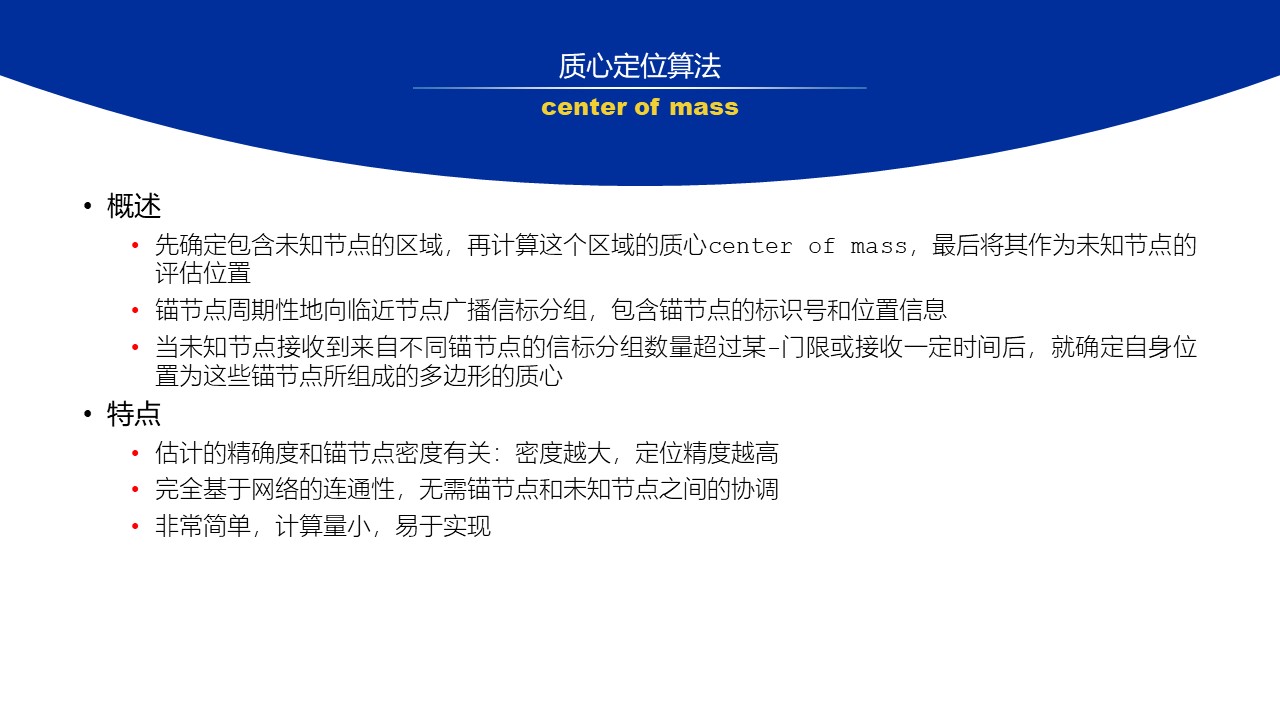 质心定位算法
center of mass
• 概述
• 先确定包含未知节点的区域，再计算这个区域的质心center of mass，最后将其作为未知节点的
评估位置
• 锚节点周期性地向临近节点广播信标分组，包含锚节点的标识号和位置信息
• 当未知节点接收到来自不同锚节点的信标分组数量超过某-门限或接收一定时间后，就确定自身位
置为这些锚节点所组成的多边形的质心
• 特点
• 估计的精确度和锚节点密度有关：密度越大，定位精度越高
• 完全基于网络的连通性，无需锚节点和未知节点之间的协调
• 非常简单，计算量小，易于实现